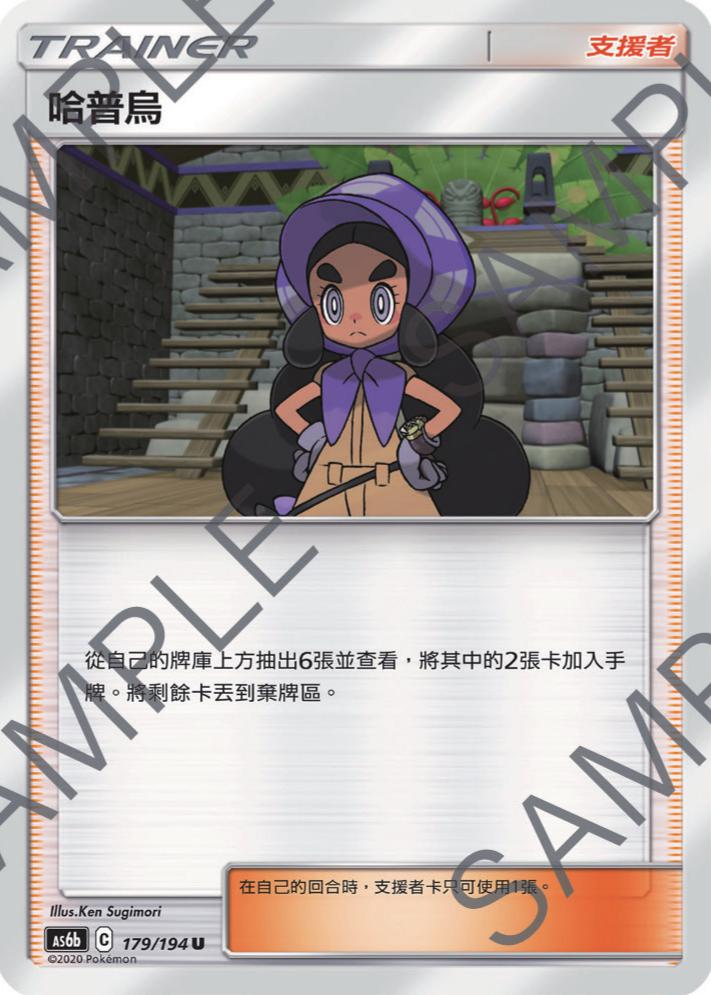 TRAINER
支援者
哈普烏
從自己的牌庫上方抽出6張並查看，將其中的2張卡加入手
牌。將剩餘卡丟到棄牌區。
在自己的回合時，支援者卡只可使用1張。
Illus.Ken Sugimori
AS6b C 179/194 U
©2020 Pokémon
SAMPLE
SAMPLE
SAMPLE
SAMPLE
SAMPLE